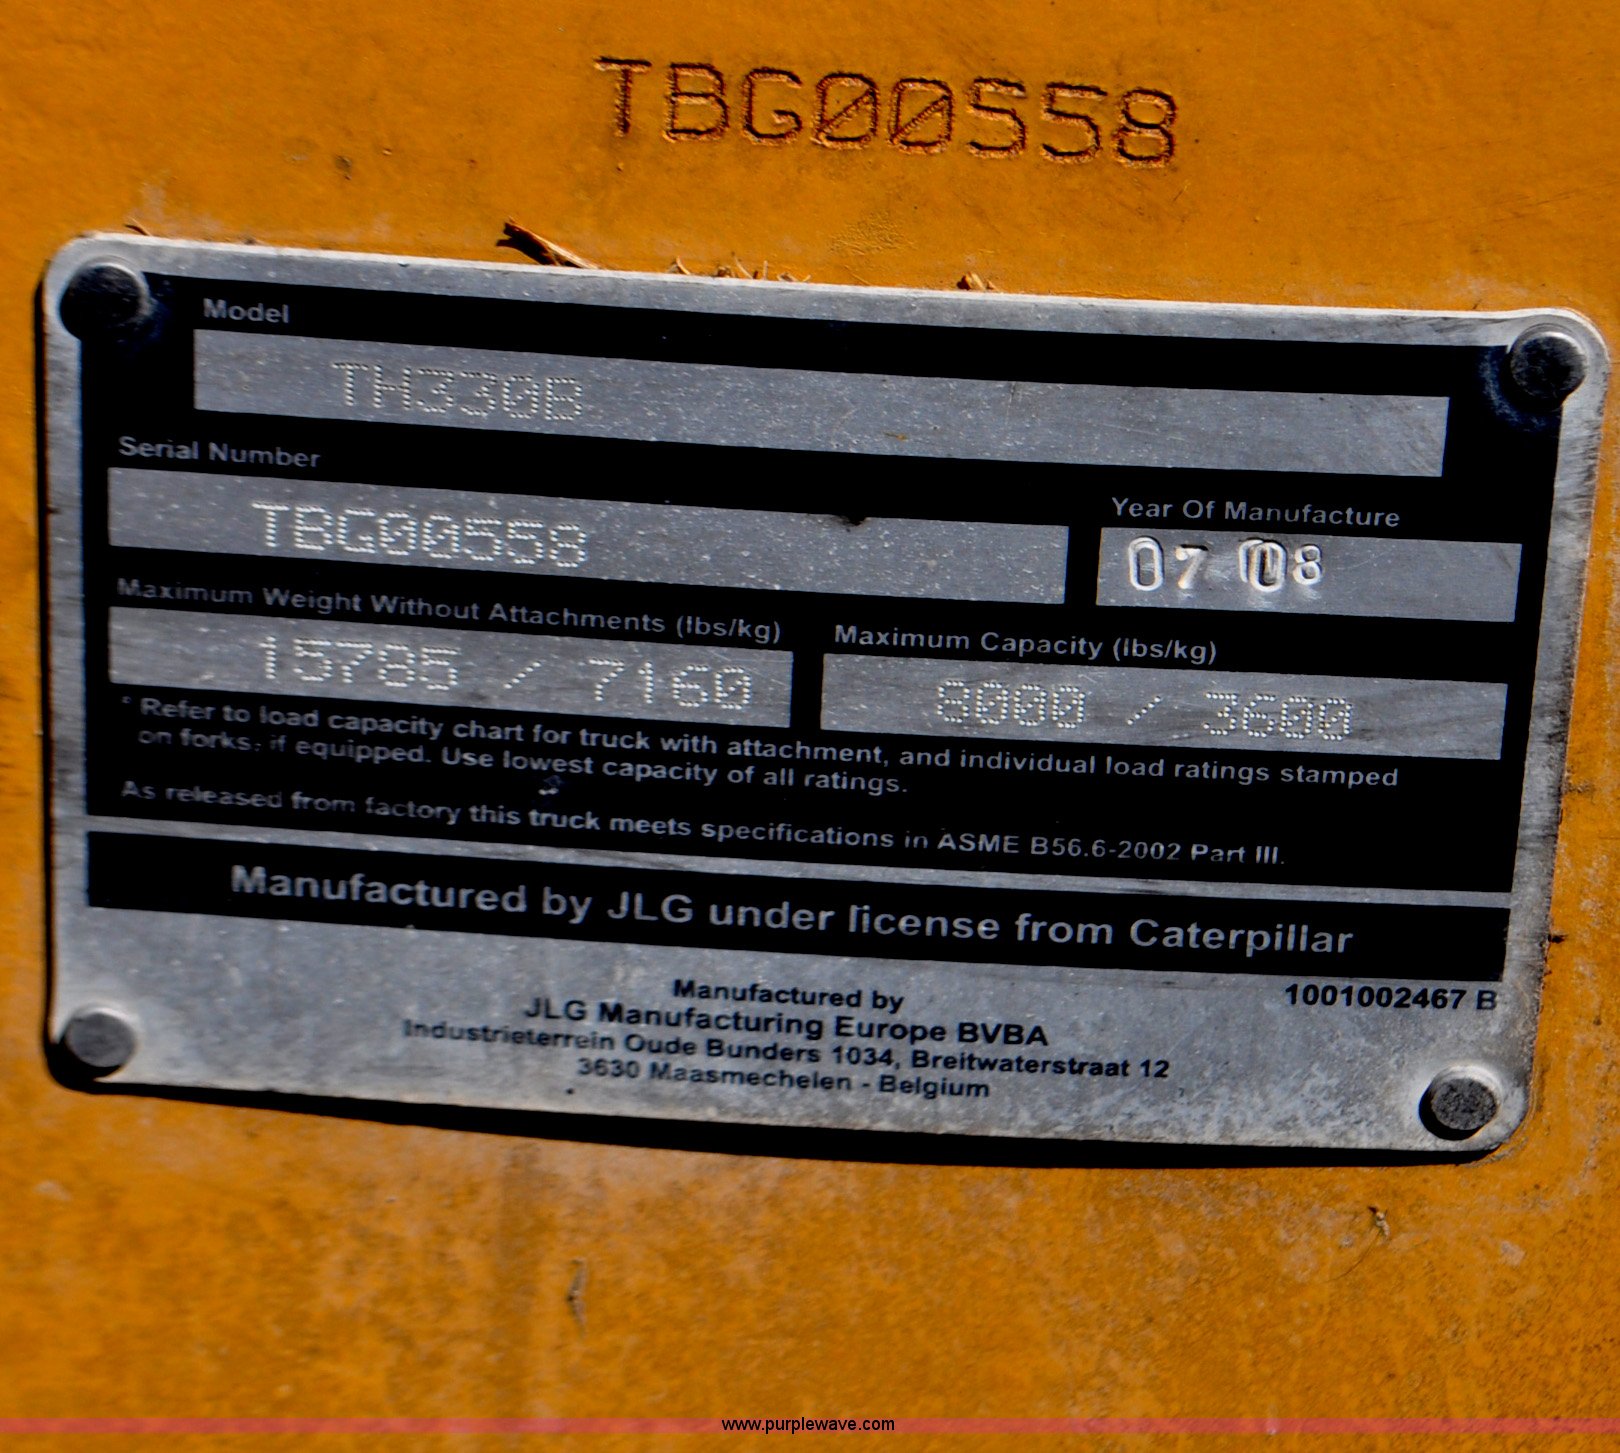 TBG00558
Model
TH330B
Serial Number
Year Of Manufacture
TBG00558
07 08
Maximum Weight Without Attachments (lbs/kg)
Maximum Capacity (lbs/kg)
15785 / 7160
8000 / 3600
* Refer to load capacity chart for truck with attachment, and individual load ratings stamped
on forks, if equipped. Use lowest capacity of all ratings.
As released from factory this truck meets specifications in ASME B56.6-2002 Part III.
Manufactured by JLG under license from Caterpillar
1001002467 B
Manufactured by
JLG Manufacturing Europe BVBA
Industrieterrein Oude Bunders 1034, Breitwaterstraat 12
3630 Maasmechelen - Belgium
www.purplewave.com